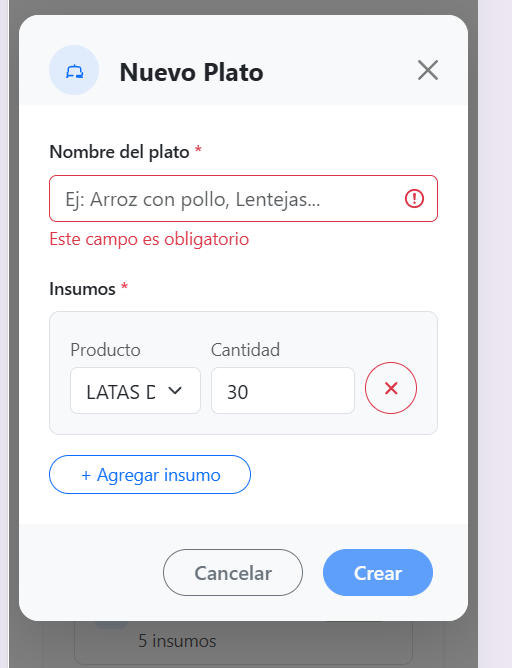 Nuevo Plato
Nombre del plato *
Ej: Arroz con pollo, Lentejas...
Este campo es obligatorio
Insumos *
Producto Cantidad
LATAS D 30
+ Agregar insumo
Cancelar Crear
5 insumos